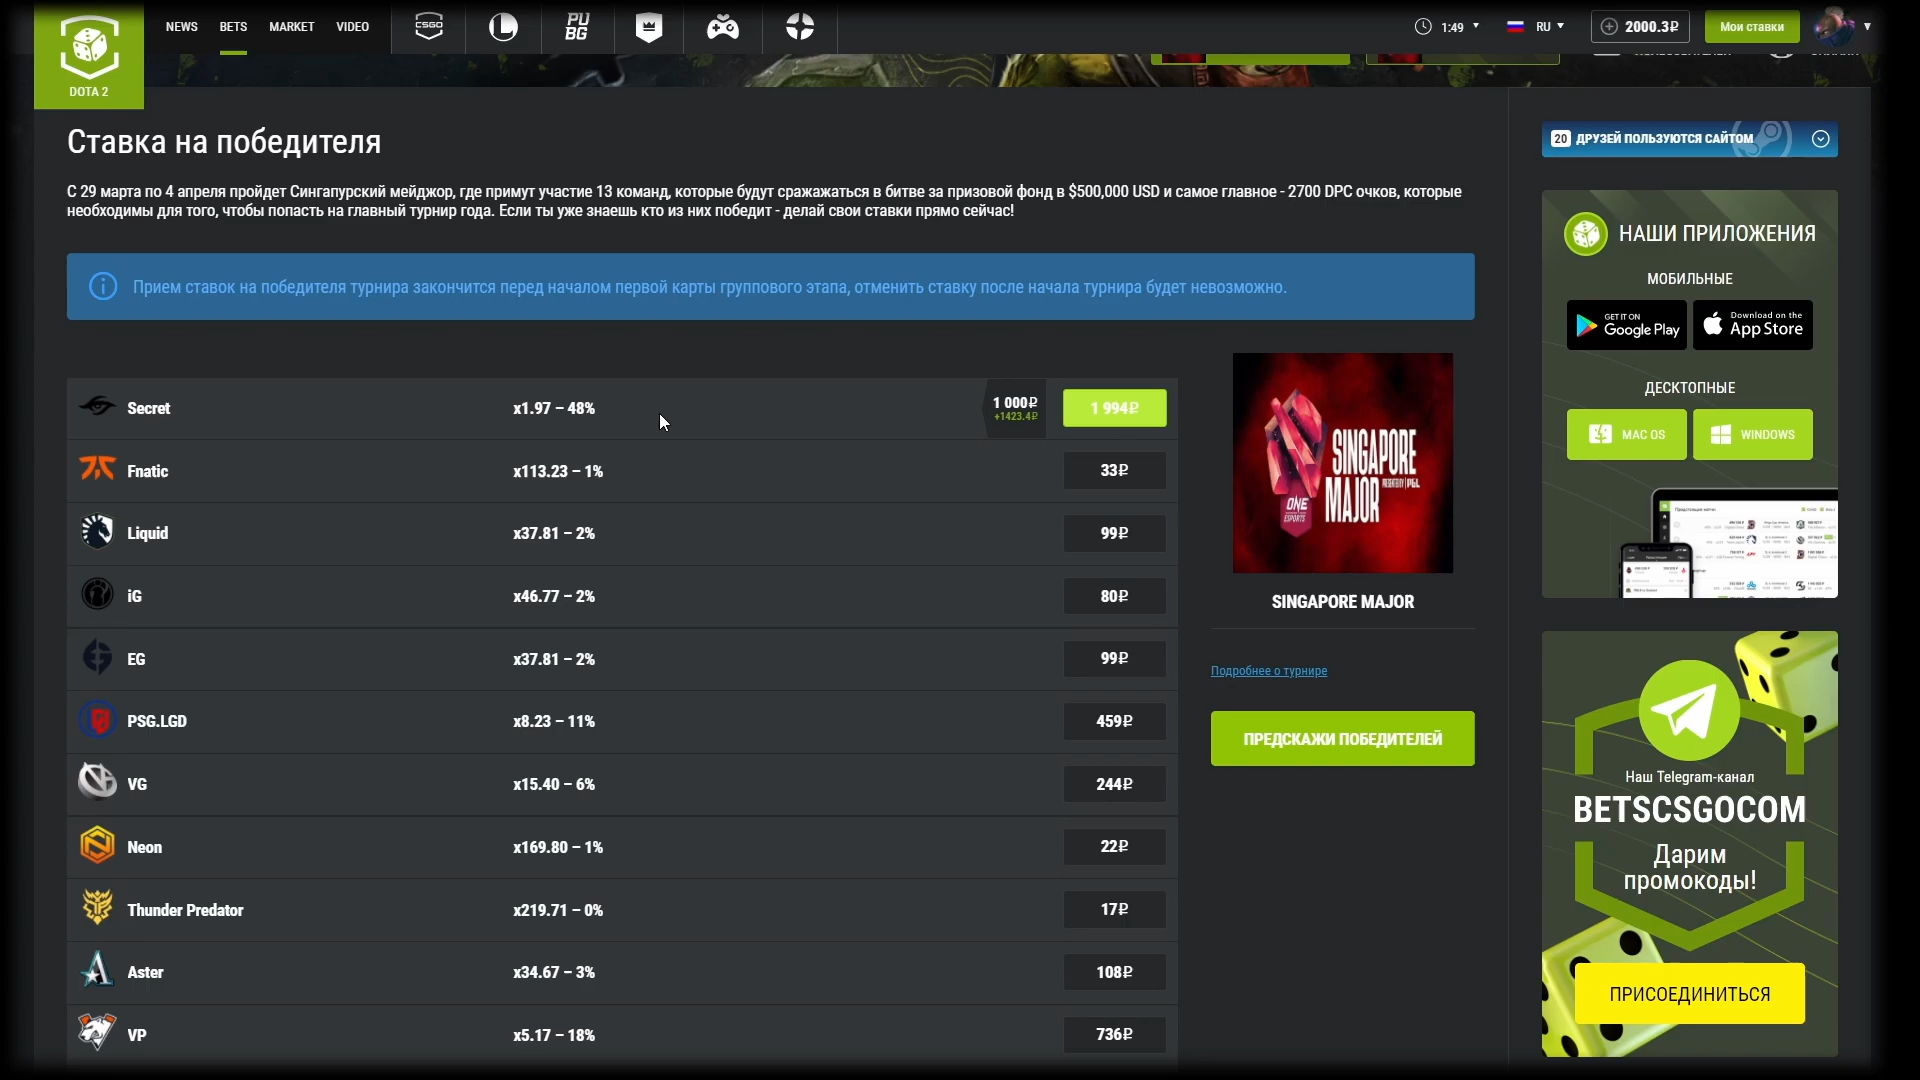 NEWS BETS MARKET VIDEO CSGO PU BG 1:49 RU 2000.3₽ Мои ставки
DOTA 2
Ставка на победителя
С 29 марта по 4 апреля пройдет Сингапурский мейджор, где примут участие 13 команд, которые будут сражажаться в битве за призовой фонд в $500,000 USD и самое главное - 2700 DPC очков, которые
необходимы для того, чтобы попасть на главный турнир года. Если ты уже знаешь кто из них победит - делай свои ставки прямо сейчас!
Прием ставок на победителя турнира закончится перед началом первой карты группового этапа, отменить ставку после начала турнира будет невозможно.
Secret x1.97 – 48% 1 000₽ +1423.4₽ 1 994₽
Fnatic x113.23 – 1% 33₽
Liquid x37.81 – 2% 99₽
iG x46.77 – 2% 80₽
EG x37.81 – 2% 99₽
PSG.LGD x8.23 – 11% 459₽
VG x15.40 – 6% 244₽
Neon x169.80 – 1% 22₽
Thunder Predator x219.71 – 0% 17₽
Aster x34.67 – 3% 108₽
VP x5.17 – 18% 736₽
ONE
ESPORTS
SINGAPORE
MAJOR
SINGAPORE MAJOR
Подробнее о турнире
ПРЕДСКАЖИ ПОБЕДИТЕЛЕЙ
20 ДРУЗЕЙ ПОЛЬЗУЮТСЯ САЙТОМ
НАШИ ПРИЛОЖЕНИЯ
МОБИЛЬНЫЕ
GET IT ON
Google Play
Download on the
App Store
ДЕСКТОПНЫЕ
MAC OS
WINDOWS
Наш Telegram-канал
BETSCSGOCOM
Дарим
промокоды!
ПРИСОЕДИНИТЬСЯ